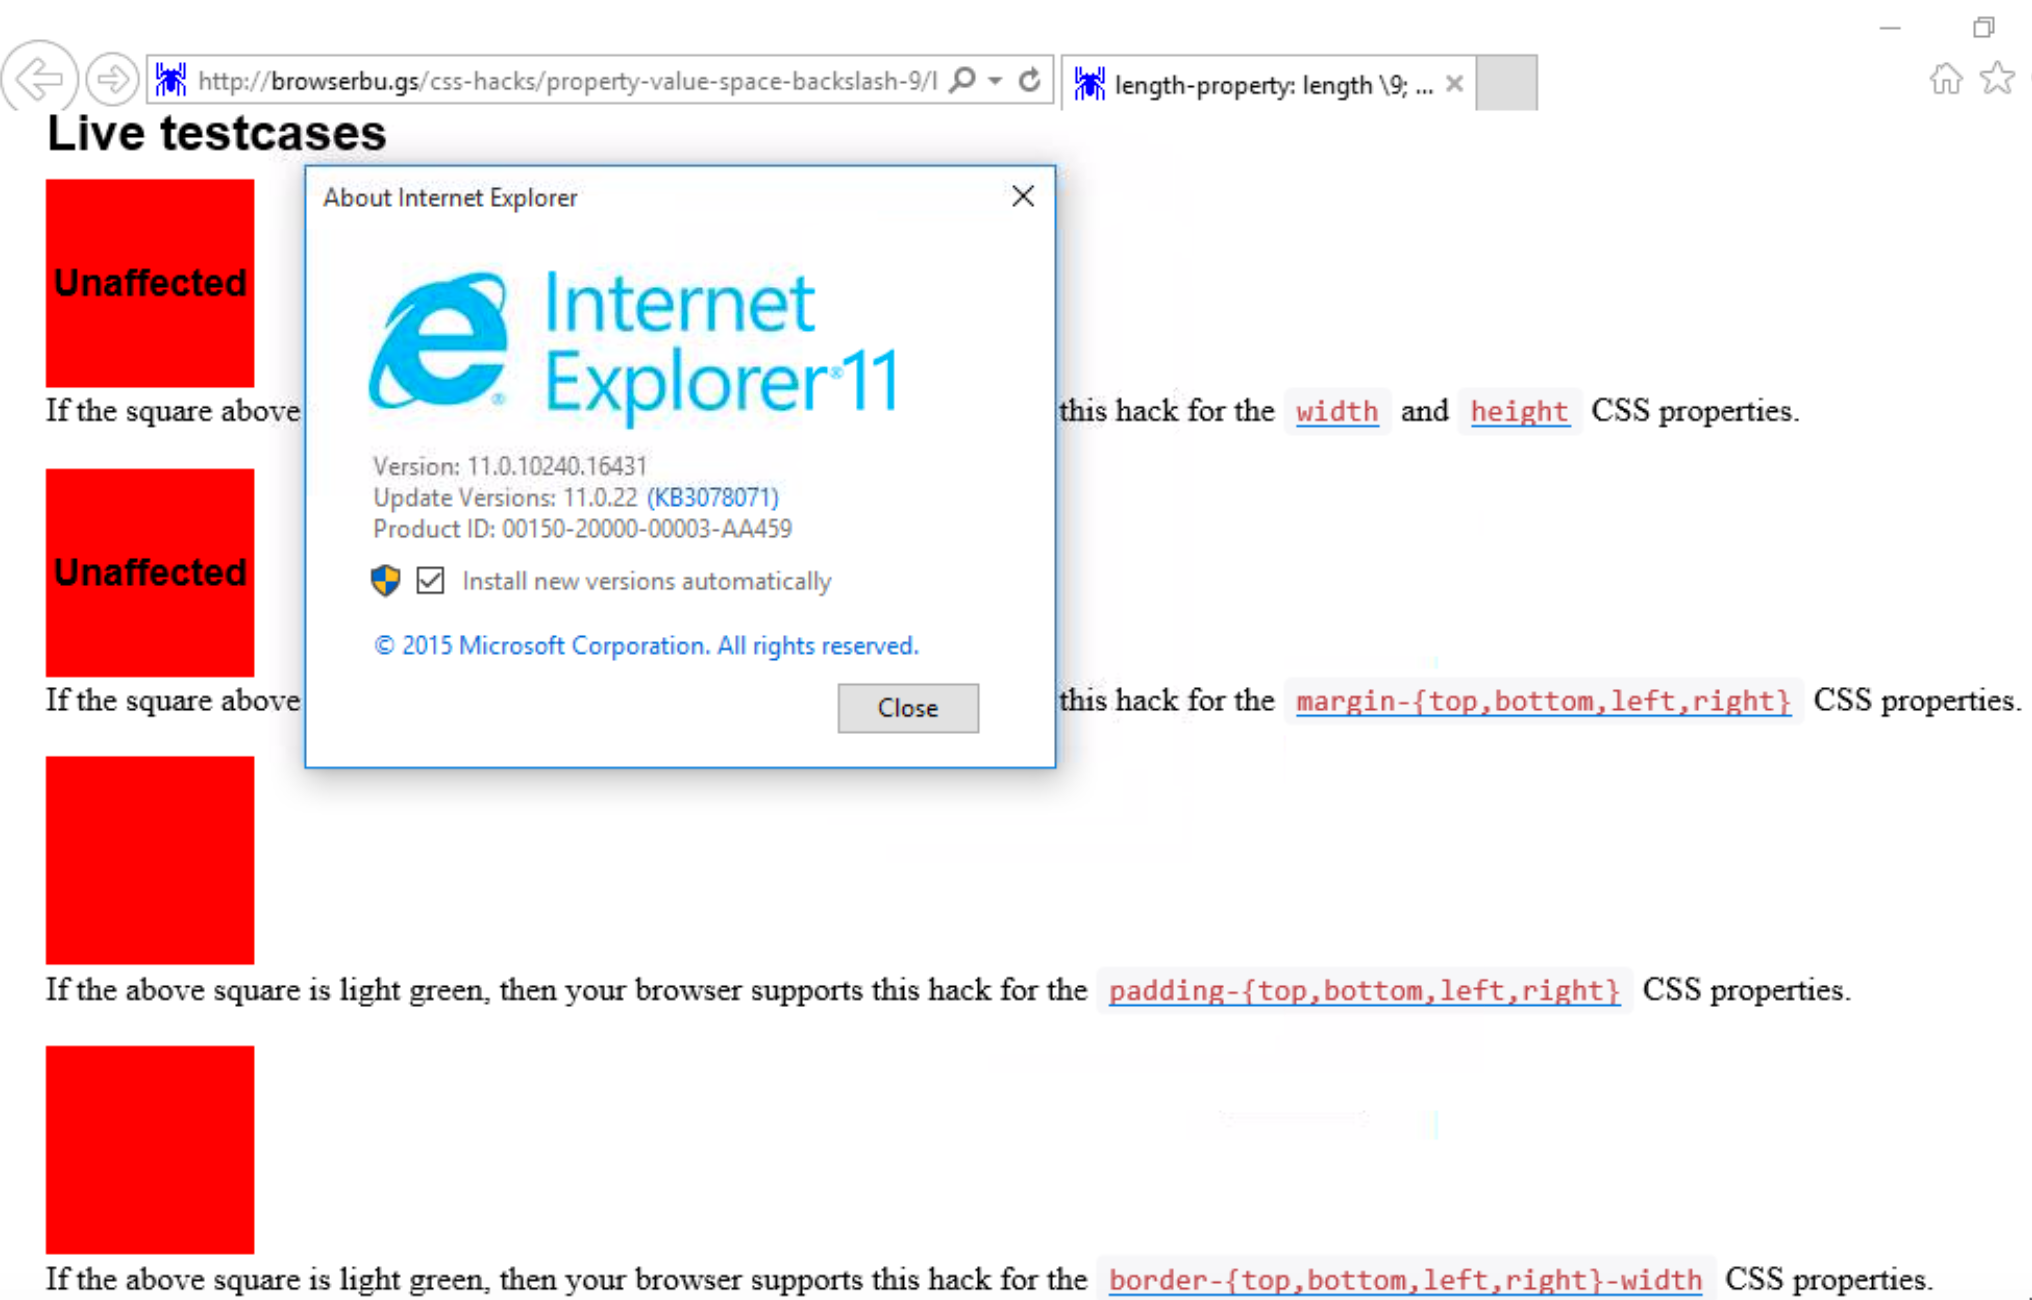 http://browserbu.gs/css-hacks/property-value-space-backslash-9/l
length-property: length \9; ...
Live testcases
About Internet Explorer
Unaffected
Internet
Explorer®11
If the square above this hack for the width and height CSS properties.
Version: 11.0.10240.16431
Update Versions: 11.0.22 (KB3078071)
Product ID: 00150-20000-00003-AA459
Unaffected
Install new versions automatically
© 2015 Microsoft Corporation. All rights reserved.
If the square above this hack for the margin-{top,bottom,left,right} CSS properties.
Close
If the above square is light green, then your browser supports this hack for the padding-{top,bottom,left,right} CSS properties.
If the above square is light green, then your browser supports this hack for the border-{top,bottom,left,right}-width CSS properties.